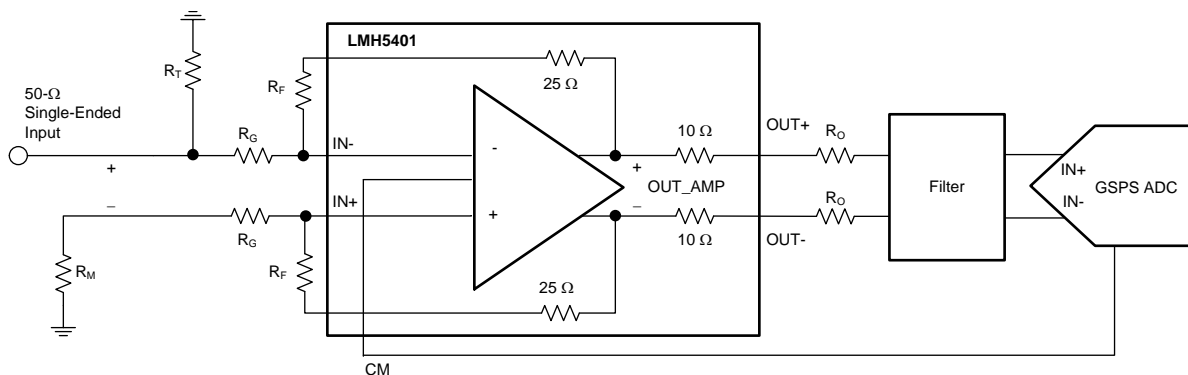 LMH5401
R_T
50-Ω
Single-Ended
Input
R_F
25 Ω
R_G
IN-
-
10 Ω
OUT+
R_O
+
+
OUT_AMP
Filter
IN+
IN-
GSPS ADC
–
IN+
+
–
10 Ω
OUT-
R_O
R_G
R_F
R_M
25 Ω
CM